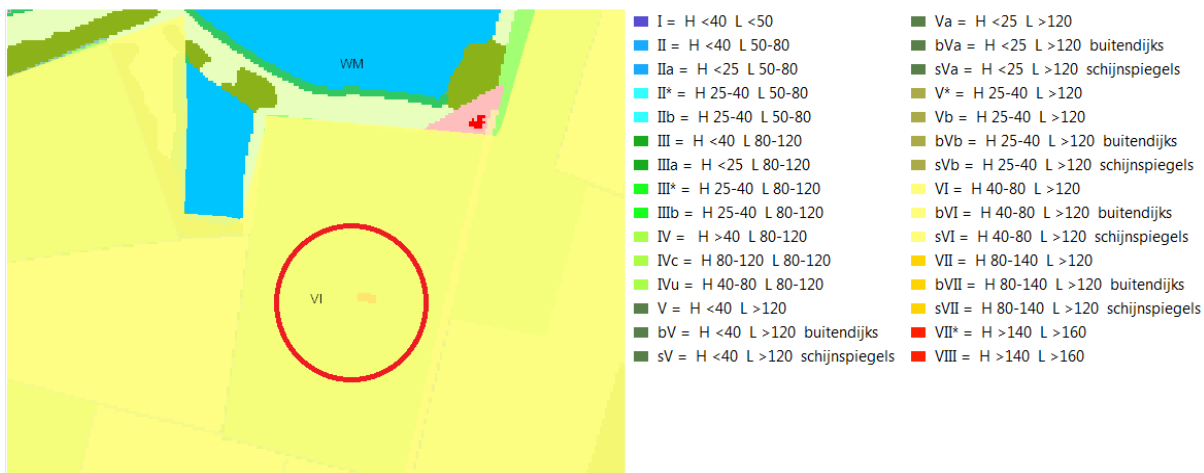 WM
VI
I = H <40 L <50
II = H <40 L 50-80
IIa = H <25 L 50-80
II* = H 25-40 L 50-80
IIb = H 25-40 L 50-80
III = H <40 L 80-120
IIIa = H <25 L 80-120
III* = H 25-40 L 80-120
IIIb = H 25-40 L 80-120
IV = H >40 L 80-120
IVc = H 80-120 L 80-120
IVu = H 40-80 L 80-120
V = H <40 L >120
bV = H <40 L >120 buitendijks
sV = H <40 L >120 schijnspiegels
Va = H <25 L >120
bVa = H <25 L >120 buitendijks
sVa = H <25 L >120 schijnspiegels
V* = H 25-40 L >120
Vb = H 25-40 L >120
bVb = H 25-40 L >120 buitendijks
sVb = H 25-40 L >120 schijnspiegels
VI = H 40-80 L >120
bVI = H 40-80 L >120 buitendijks
sVI = H 40-80 L >120 schijnspiegels
VII = H 80-140 L >120
bVII = H 80-140 L >120 buitendijks
sVII = H 80-140 L >120 schijnspiegels
VII* = H >140 L >160
VIII = H >140 L >160